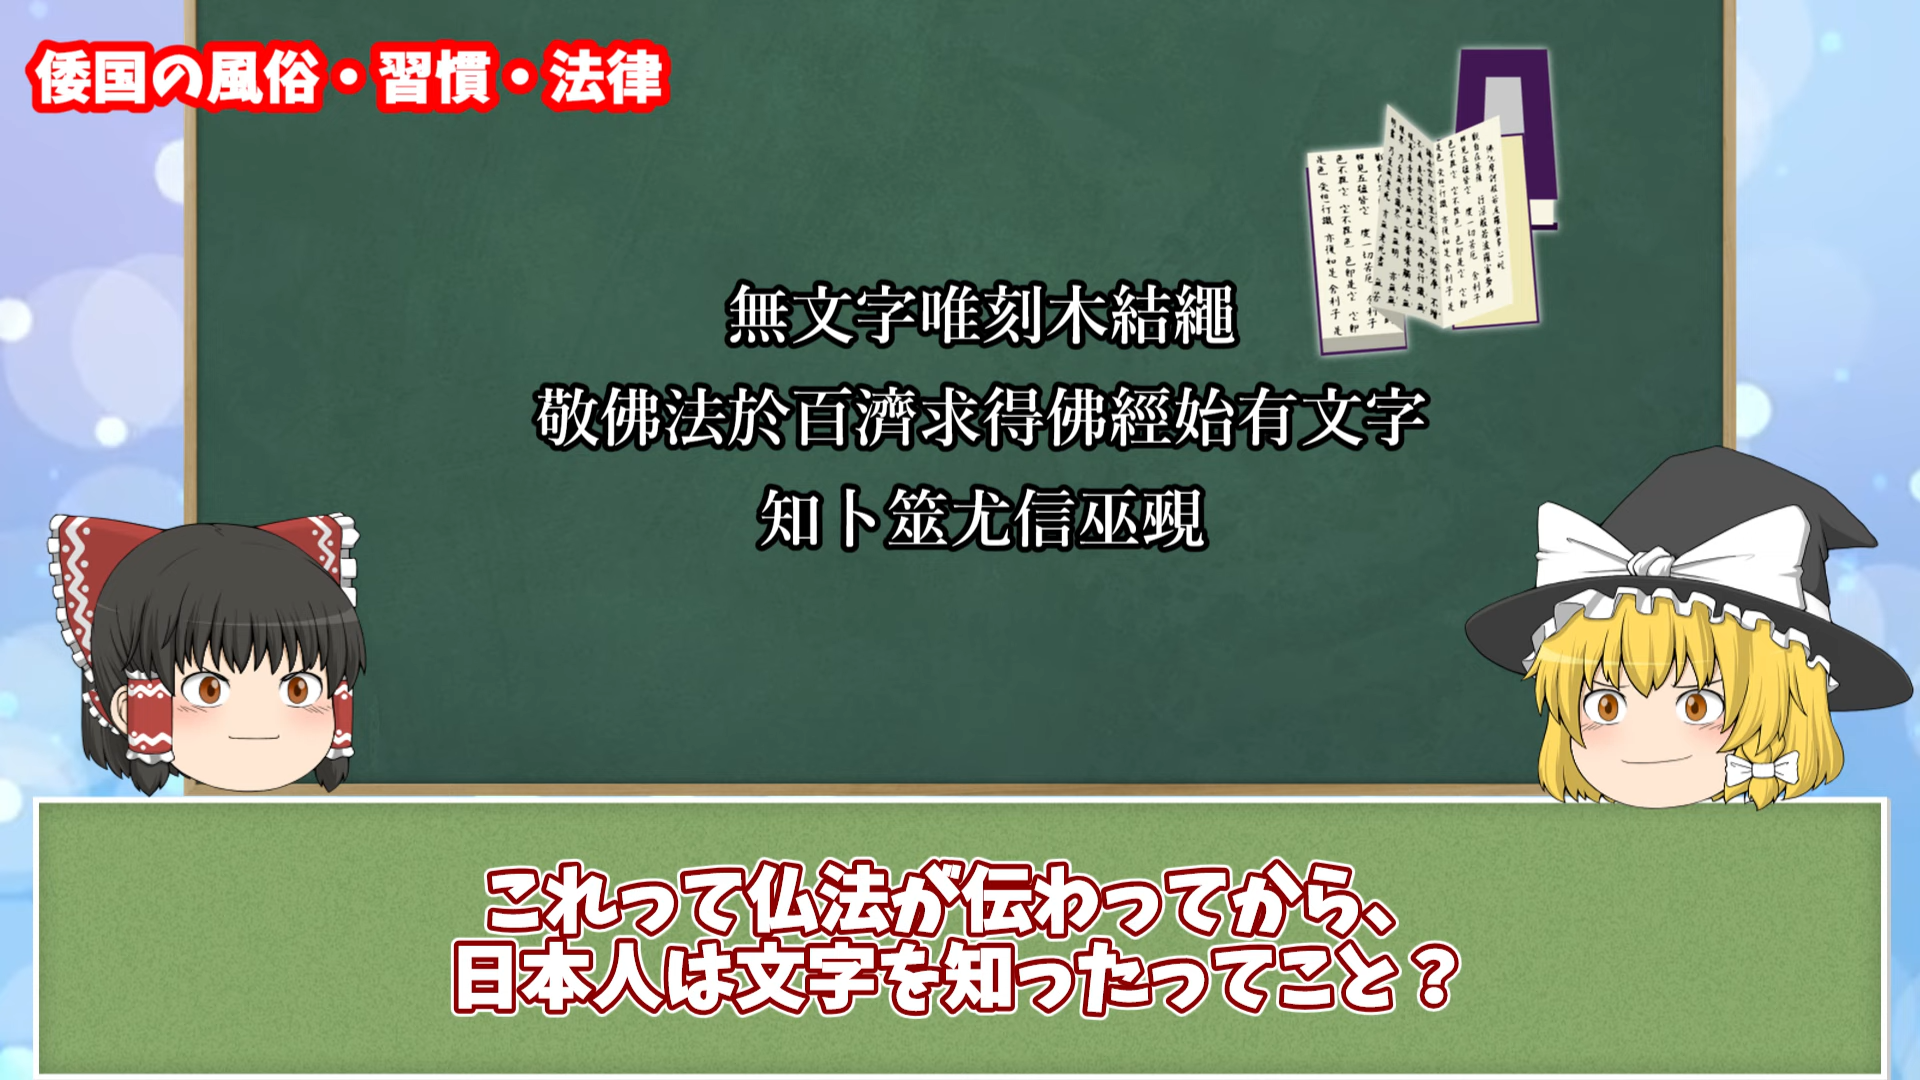 倭国の風俗・習慣・法律
無文字唯刻木結繩
敬佛法於百濟求得佛經始有文字
知卜筮尤信巫覡
これって仏法が伝わってから、
日本人は文字を知ったってこと？